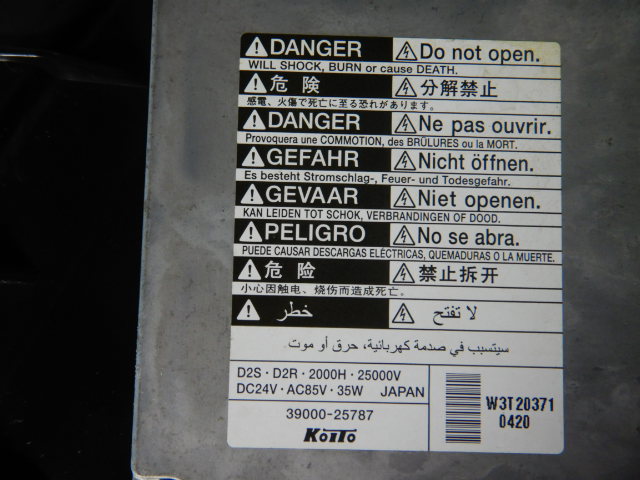 DANGER Do not open.
WILL SHOCK, BURN or cause DEATH.
危険 分解禁止
感電、火傷で死亡に至る恐れがあります。
DANGER Ne pas ouvrir.
Provoquera une COMMOTION, des BRÛLURES ou la MORT.
GEFAHR Nicht öffnen.
Es besteht Stromschlag-, Feuer- und Todesgefahr.
GEVAAR Niet openen.
KAN LEIDEN TOT SCHOK, VERBRANDINGEN OF DOOD.
PELIGRO No se abra.
PUEDE CAUSAR DESCARGAS ELÉCTRICAS, QUEMADURAS O LA MUERTE.
危险 禁止拆开
小心因触电、烧伤而造成死亡。
خطر لا تفتح
سيتسبب في صدمة كهربائية، حرق أو موت.
D2S · D2R · 2000H · 25000V
DC24V · AC85V · 35W JAPAN
39000-25787
KOITO
W3T20371
0420